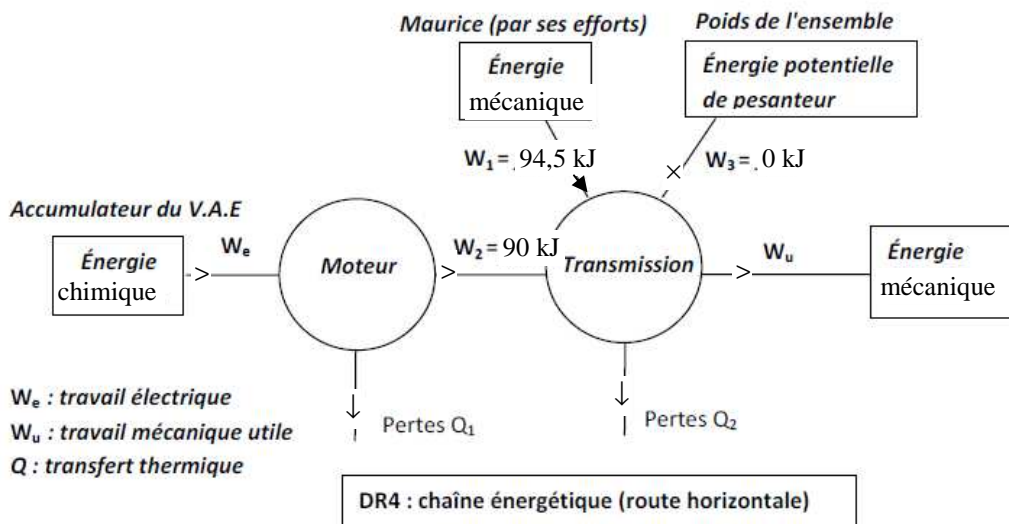 Maurice (par ses efforts)
Poids de l'ensemble
Énergie
mécanique
Énergie potentielle
de pesanteur
W₁ = . 94,5 kJ
× W₃ = . 0 kJ
Accumulateur du V.A.E
Énergie
chimique
> Wₑ
Moteur
> W₂ = 90 kJ
Transmission
> Wᵤ
Énergie
mécanique
Pertes Q₁
Pertes Q₂
Wₑ : travail électrique
Wᵤ : travail mécanique utile
Q : transfert thermique
DR4 : chaîne énergétique (route horizontale)